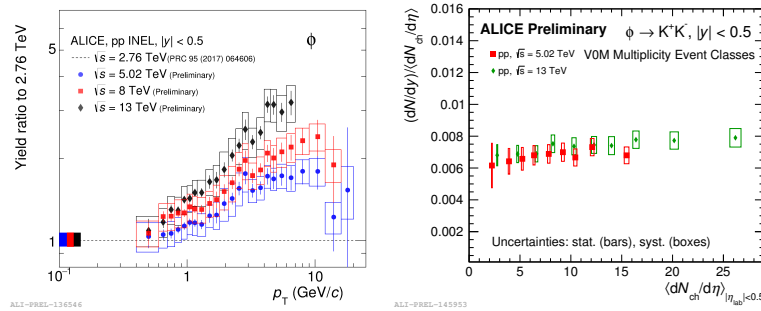 Yield ratio to 2.76 TeV
5
1
ALICE, pp INEL, |y| < 0.5
ϕ
√s = 2.76 TeV (PRC 95 (2017) 064606)
√s = 5.02 TeV (Preliminary)
√s = 8 TeV (Preliminary)
√s = 13 TeV (Preliminary)
10⁻¹ 1 10
p_T (GeV/c)
ALI-PREL-136546
⟨dN/dy⟩/⟨dN_ch/dη⟩
0.016
0.014
0.012
0.01
0.008
0.006
0.004
0.002
0
ALICE Preliminary
ϕ → K⁺K⁻, |y| < 0.5
pp, √s = 5.02 TeV
V0M Multiplicity Event Classes
pp, √s = 13 TeV
Uncertainties: stat. (bars), syst. (boxes)
0 5 10 15 20 25 30
⟨dN_ch/dη⟩_|η_lab|<0.5
ALI-PREL-145953